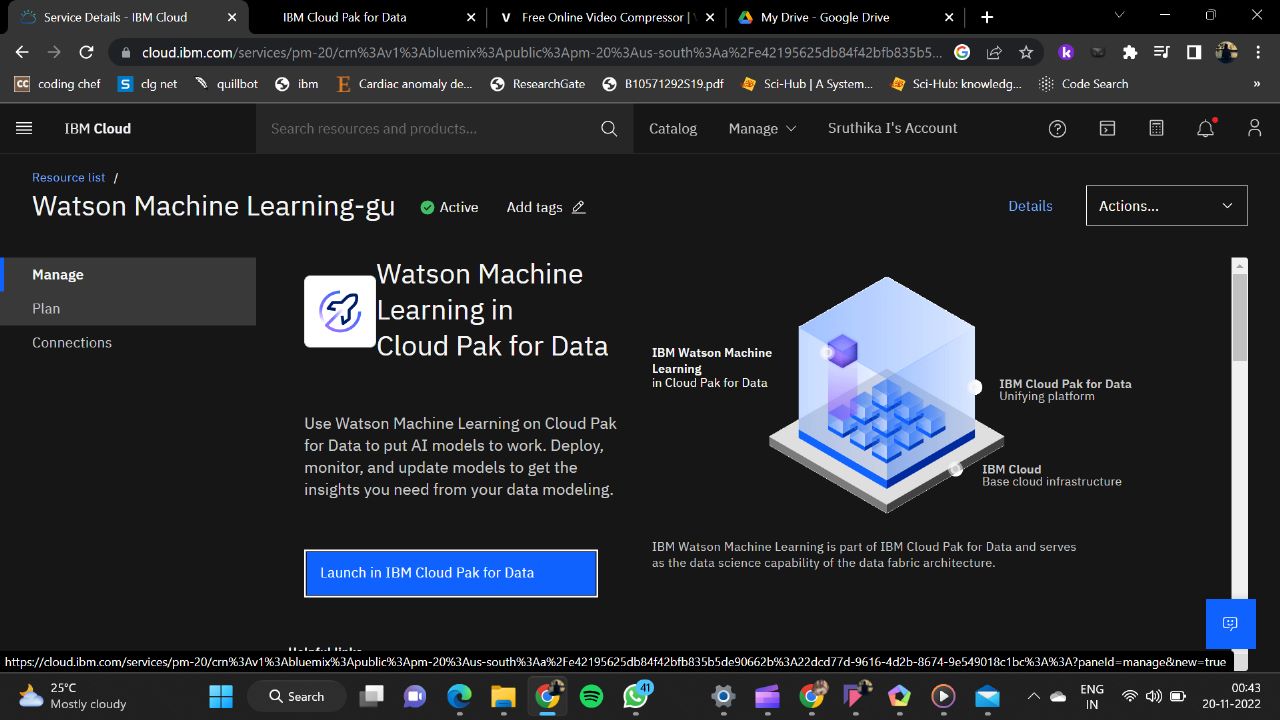 Service Details - IBM Cloud
IBM Cloud Pak for Data
Free Online Video Compressor |
My Drive - Google Drive
cloud.ibm.com/services/pm-20/crn%3Av1%3Abluemix%3Apublic%3Apm-20%3Aus-south%3Aa%2Fe42195625db84f42bfb835b5...
coding chef
clg net
quillbot
ibm
Cardiac anomaly de...
ResearchGate
B10571292S19.pdf
Sci-Hub | A System...
Sci-Hub: knowledg...
Code Search
»
IBM Cloud
Search resources and products...
Catalog
Manage
Sruthika I's Account
Resource list /
Watson Machine Learning-gu
Active
Add tags
Details
Actions...
Manage
Plan
Connections
Watson Machine
Learning in
Cloud Pak for Data
Use Watson Machine Learning on Cloud Pak
for Data to put AI models to work. Deploy,
monitor, and update models to get the
insights you need from your data modeling.
Launch in IBM Cloud Pak for Data
IBM Watson Machine
Learning
in Cloud Pak for Data
IBM Cloud Pak for Data
Unifying platform
IBM Cloud
Base cloud infrastructure
IBM Watson Machine Learning is part of IBM Cloud Pak for Data and serves
as the data science capability of the data fabric architecture.
https://cloud.ibm.com/services/pm-20/crn%3Av1%3Abluemix%3Apublic%3Apm-20%3Aus-south%3Aa%2Fe42195625db84f42bfb835b5de90662b%3A22dcd77d-9616-4d2b-8674-9e549018c1bc%3A%3A?paneId=manage&new=true
25°C
Mostly cloudy
Search
41
ENG
IN
00:43
20-11-2022